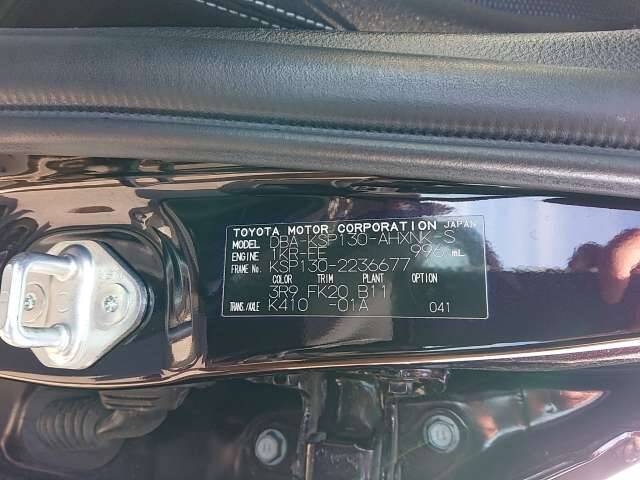 TOYOTA MOTOR CORPORATION JAPAN
MODEL DBA-KSP130-AHXNK S
ENGINE 1KR-FE 996 mL
FRAME No. KSP130-2236677
COLOR TRIM PLANT OPTION
3R9 FK20 B11
TRANS./AXLE K410 -01A 041